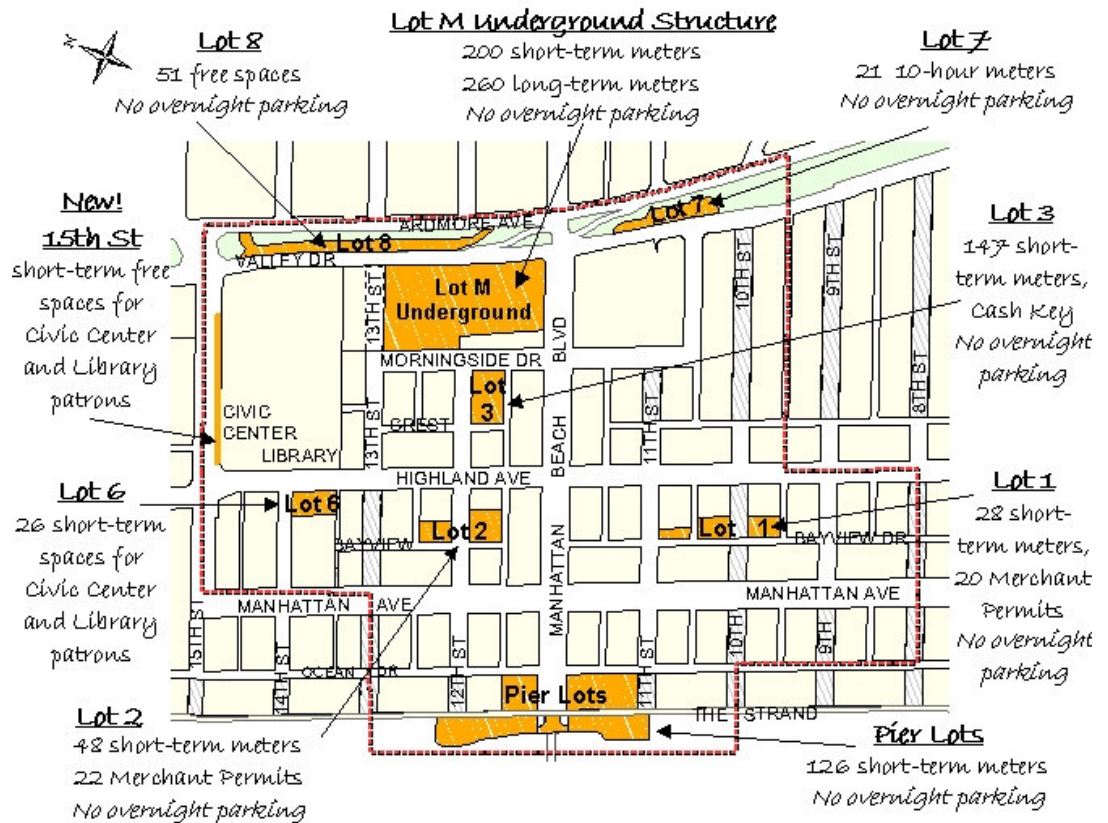 Lot M Underground Structure
200 short-term meters
260 long-term meters
No overnight parking
N
Lot 8
51 free spaces
No overnight parking
Lot 7
21 10-hour meters
No overnight parking
New!
15th St
short-term free
spaces for
Civic Center
and Library
patrons
Lot 3
147 short-
term meters,
Cash Key
No overnight
parking
Lot 6
26 short-term
spaces for
Civic Center
and Library
patrons
Lot 1
28 short-
term meters,
20 Merchant
Permits
No overnight
parking
Lot 2
48 short-term meters
22 Merchant Permits
No overnight parking
Pier Lots
126 short-term meters
No overnight parking
ARDMORE AVE
Lot 7
Lot 8
VALLEY DR
Lot M
Underground
13TH ST
MORNINGSIDE DR
BLVD
10TH ST
9TH ST
8TH ST
Lot
3
11TH ST
CIVIC
CENTER
LIBRARY
13TH ST
CREST
BEACH
HIGHLAND AVE
Lot 6
Lot 2
Lot 1
BAYVIEW
BAYVIEW DR
MANHATTAN
MANHATTAN AVE
MANHATTAN AVE
15TH ST
14TH ST
OCEAN DR
12TH ST
Pier Lots
11TH ST
10TH
9TH
THE STRAND